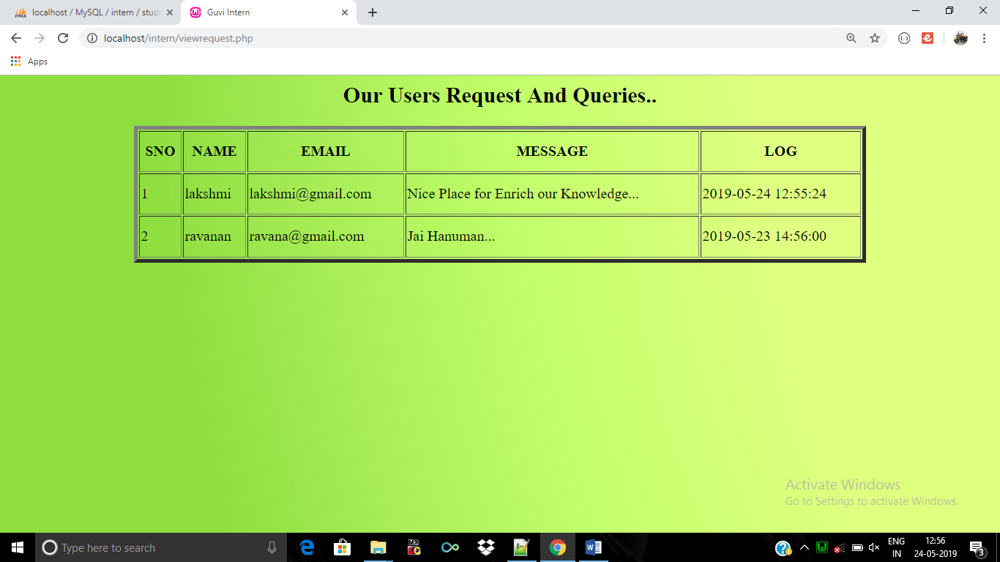 localhost / MySQL / intern / stud
Guvi Intern
localhost/intern/viewrequest.php
Apps
Our Users Request And Queries..
SNO NAME EMAIL MESSAGE LOG
1 lakshmi lakshmi@gmail.com Nice Place for Enrich our Knowledge... 2019-05-24 12:55:24
2 ravanan ravana@gmail.com Jai Hanuman... 2019-05-23 14:56:00
Activate Windows
Go to Settings to activate Windows.
Type here to search
ENG
IN
12:56
24-05-2019
3